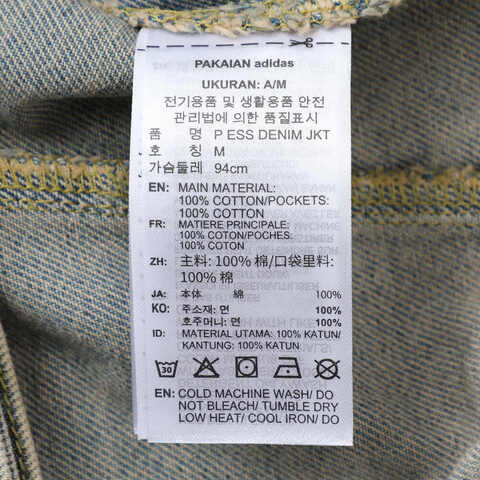 PAKAIAN adidas
UKURAN: A/M
전기용품 및 생활용품 안전
관리법에 의한 품질표시
품 명 P ESS DENIM JKT
호 칭 M
가슴둘레 94cm
EN: MAIN MATERIAL:
100% COTTON/POCKETS:
100% COTTON
FR: MATIERE PRINCIPALE:
100% COTON/POCHES:
100% COTON
ZH: 主料: 100% 棉/口袋里料:
100% 棉
JA: 本体 綿 100%
KO: 주소재: 면 100%
호주머니: 면 100%
ID: MATERIAL UTAMA: 100% KATUN/
KANTUNG: 100% KATUN
30
EN: COLD MACHINE WASH/ DO
NOT BLEACH/ TUMBLE DRY
LOW HEAT/ COOL IRON/ DO